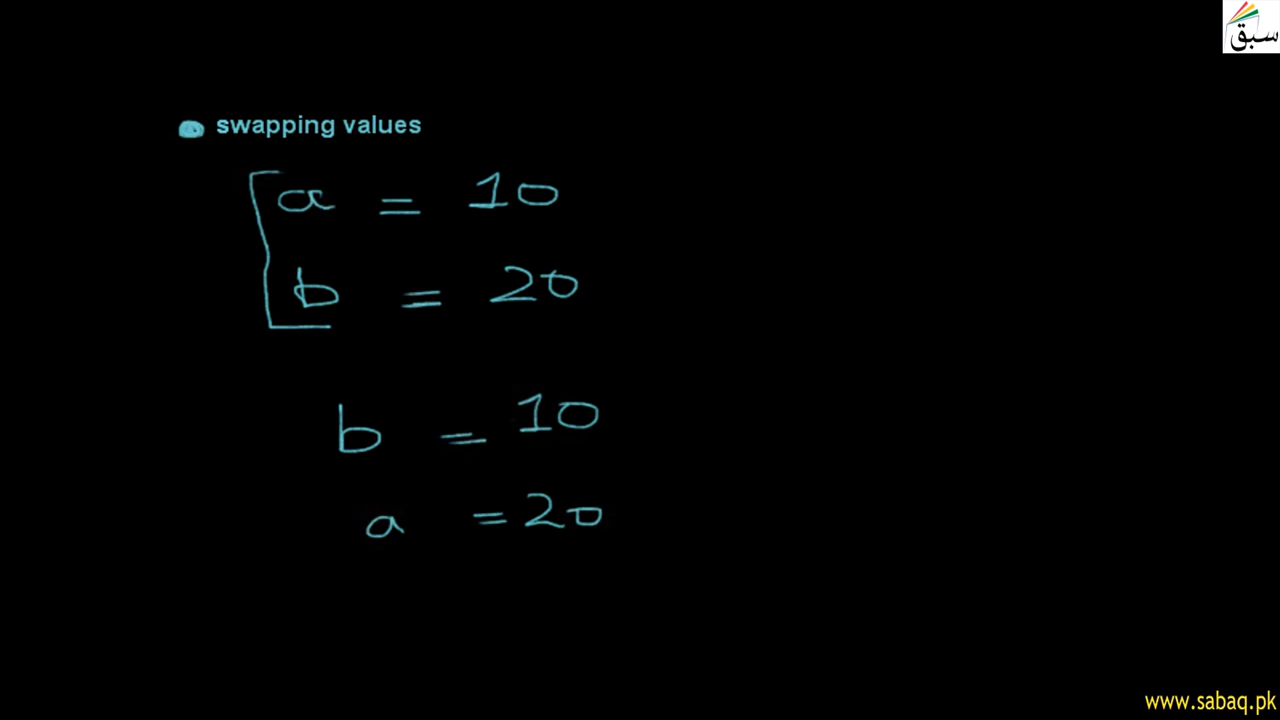 سبق
swapping values
a = 10
b = 20
b = 10
a = 20
www.sabaq.pk